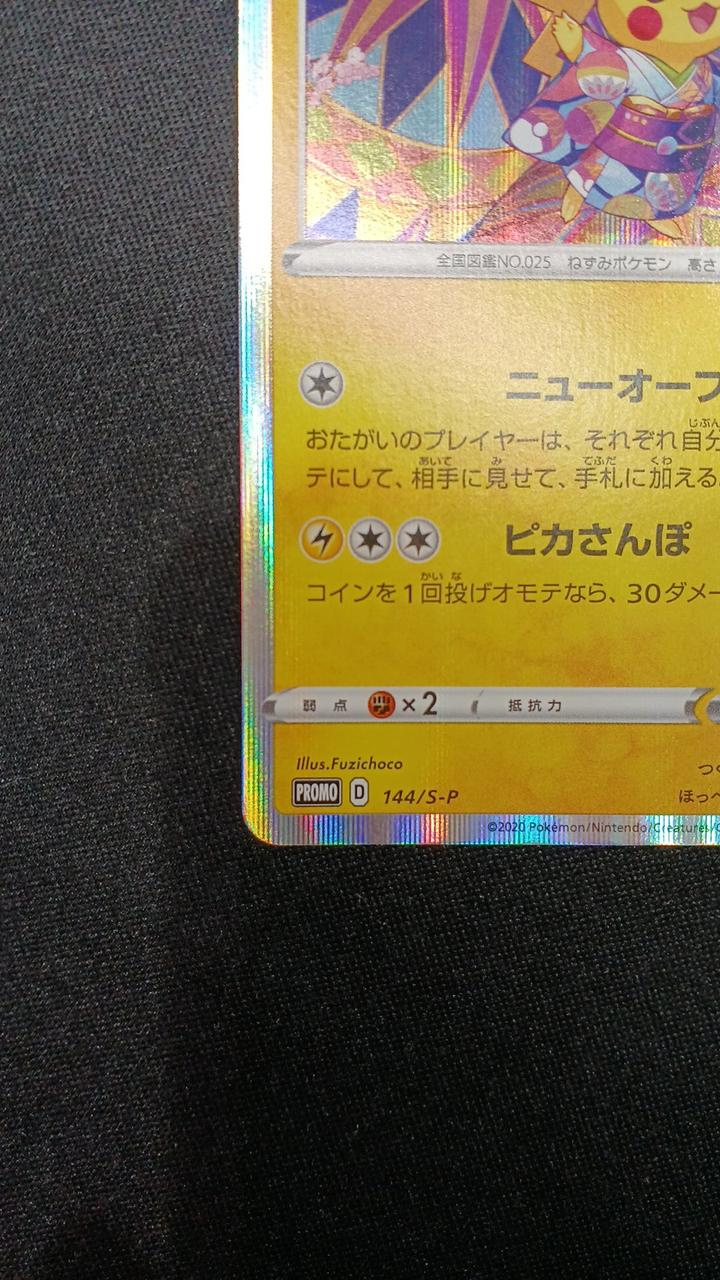 全国図鑑NO.025 ねずみポケモン 高さ
ニューオープ
じぶん
おたがいのプレイヤーは、それぞれ自分
あいて み てふだ くわ
テにして、相手に見せて、手札に加える。
ピカさんぽ
かい な
コインを1回投げオモテなら、30ダメー
弱点 ×2 抵抗力
Illus.Fuzichoco
つく
PROMO D 144/S-P
ほっぺ
©2020 Pokémon/Nintendo/Creatures/G